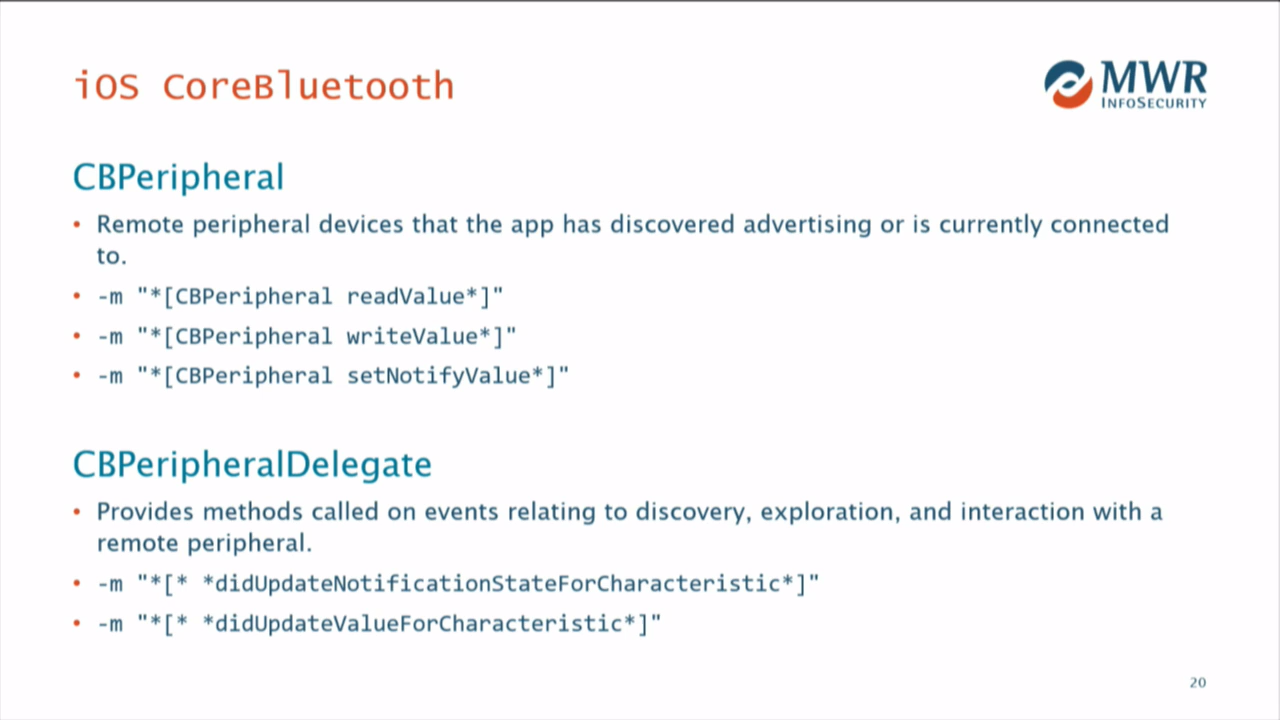 iOS CoreBluetooth
MWR
INFOSECURITY
CBPeripheral
• Remote peripheral devices that the app has discovered advertising or is currently connected
to.
• -m "*[CBPeripheral readValue*]"
• -m "*[CBPeripheral writeValue*]"
• -m "*[CBPeripheral setNotifyValue*]"
CBPeripheralDelegate
• Provides methods called on events relating to discovery, exploration, and interaction with a
remote peripheral.
• -m "*[* *didUpdateNotificationStateForCharacteristic*]"
• -m "*[* *didUpdateValueForCharacteristic*]"
20